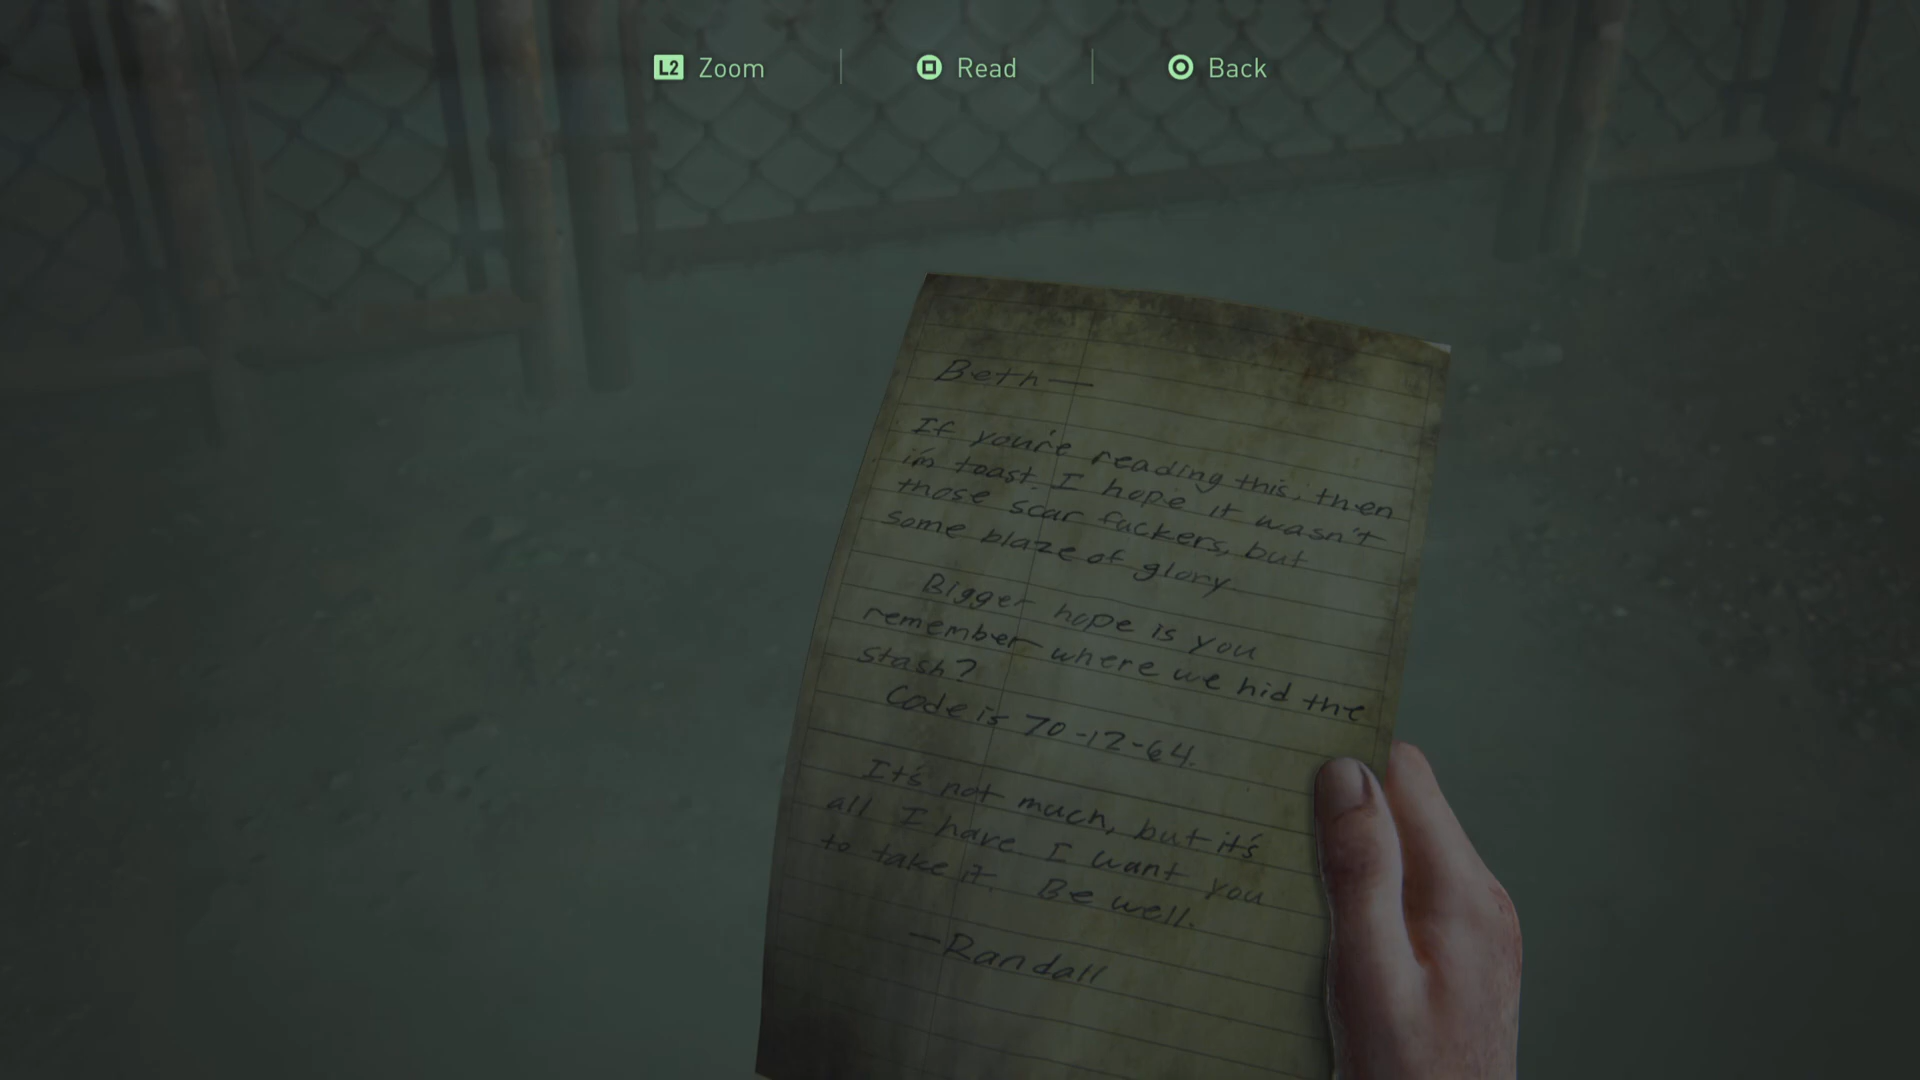 L2 Zoom | Read | Back
Beth—
If you're reading this, then
i'm toast. I hope it wasn't
those scar fuckers, but
some blaze of glory
Bigger hope is you
remember where we hid the
stash?
Code is 70-12-64.
It's not much, but it's
all I have I want you
to take it. Be well.
—Randall